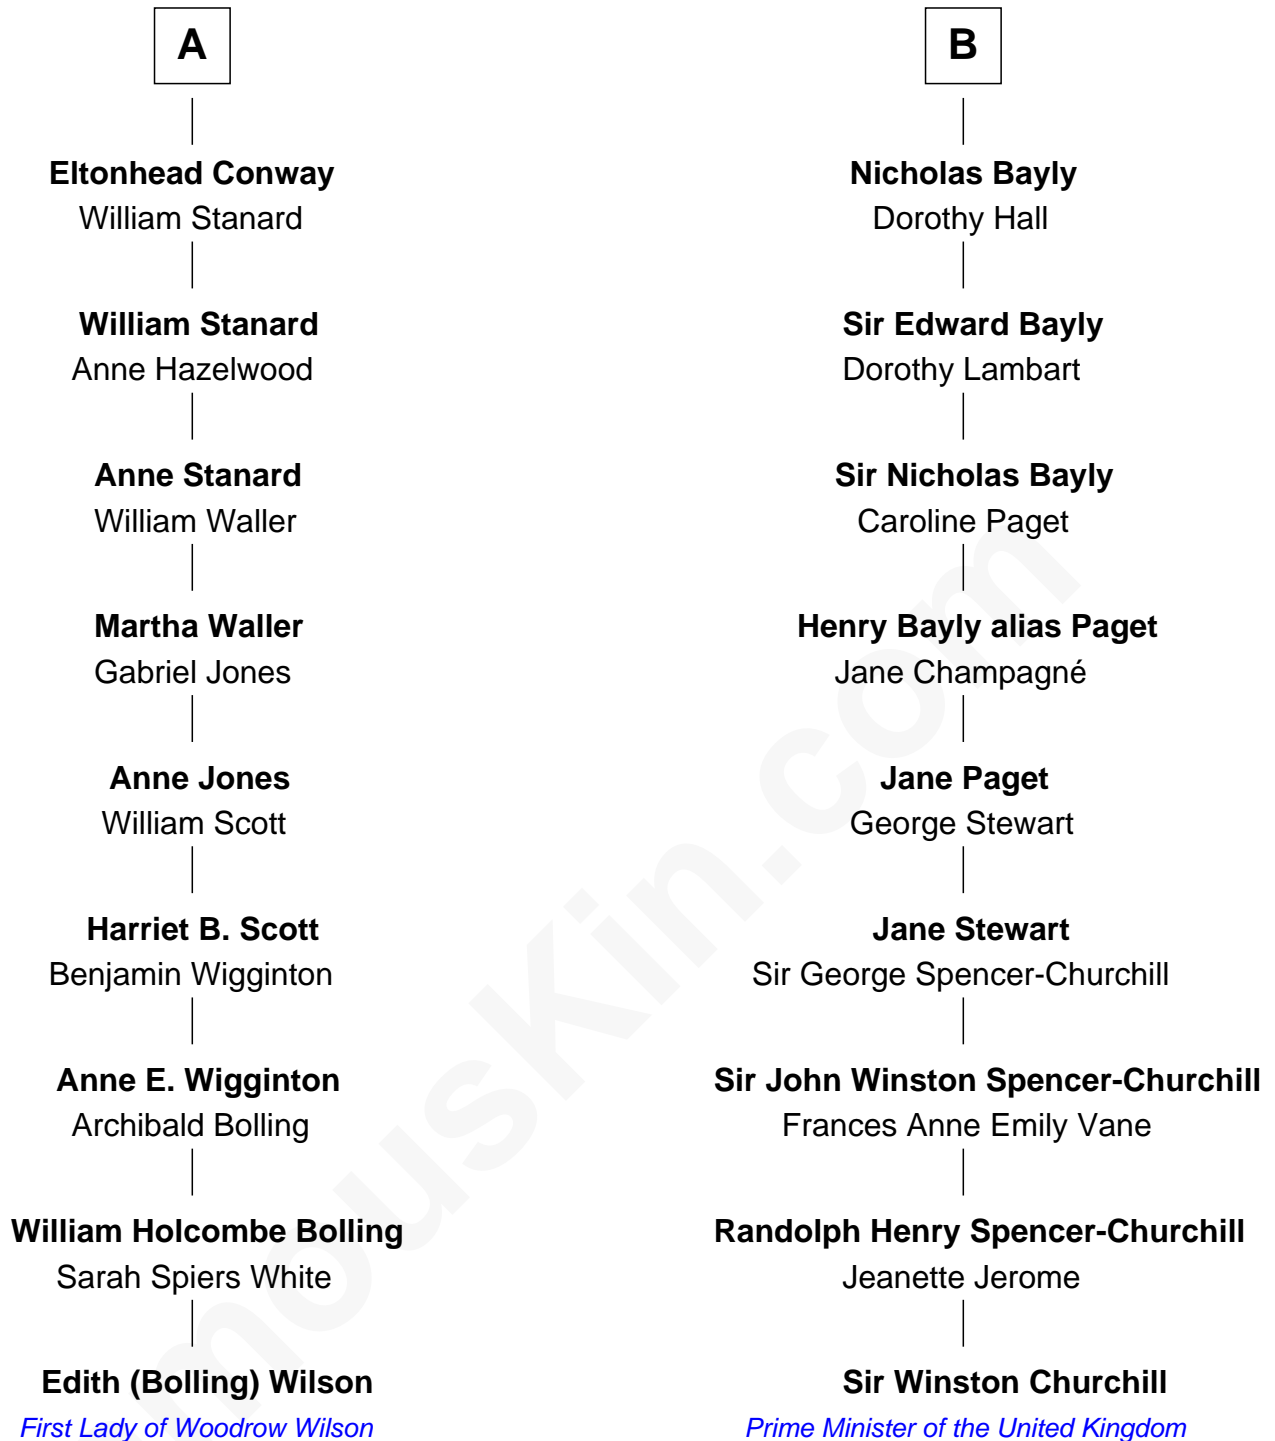 A
Eltonhead Conway
William Stanard
William Stanard
Anne Hazelwood
Anne Stanard
William Waller
Martha Waller
Gabriel Jones
Anne Jones
William Scott
Harriet B. Scott
Benjamin Wigginton
Anne E. Wigginton
Archibald Bolling
William Holcombe Bolling
Sarah Spiers White
Edith (Bolling) Wilson
First Lady of Woodrow Wilson
B
Nicholas Bayly
Dorothy Hall
Sir Edward Bayly
Dorothy Lambart
Sir Nicholas Bayly
Caroline Paget
Henry Bayly alias Paget
Jane Champagné
Jane Paget
George Stewart
Jane Stewart
Sir George Spencer-Churchill
Sir John Winston Spencer-Churchill
Frances Anne Emily Vane
Randolph Henry Spencer-Churchill
Jeanette Jerome
Sir Winston Churchill
Prime Minister of the United Kingdom
mousKin.com